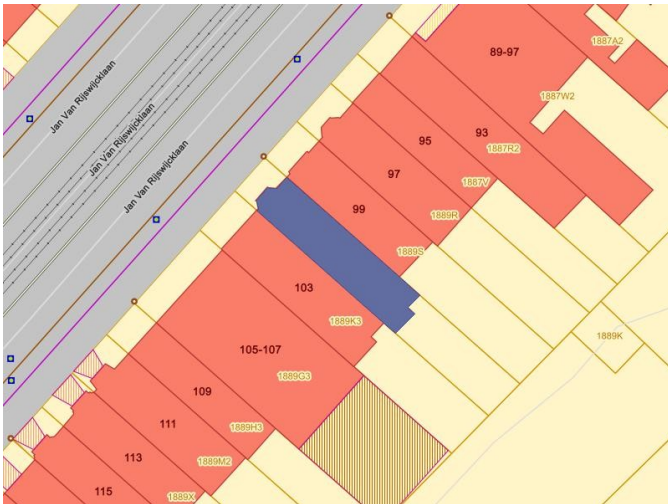 Jan Van Rijswijcklaan
Jan Van Rijswijcklaan
Jan Van Rijswijcklaan
89-97
1887A2
1887W2
95
93
1887R2
97
1887V
99
1889R
1889S
103
1889K3
1889K
105-107
1889G3
109
111
1889H3
113
1889M2
115
1889X